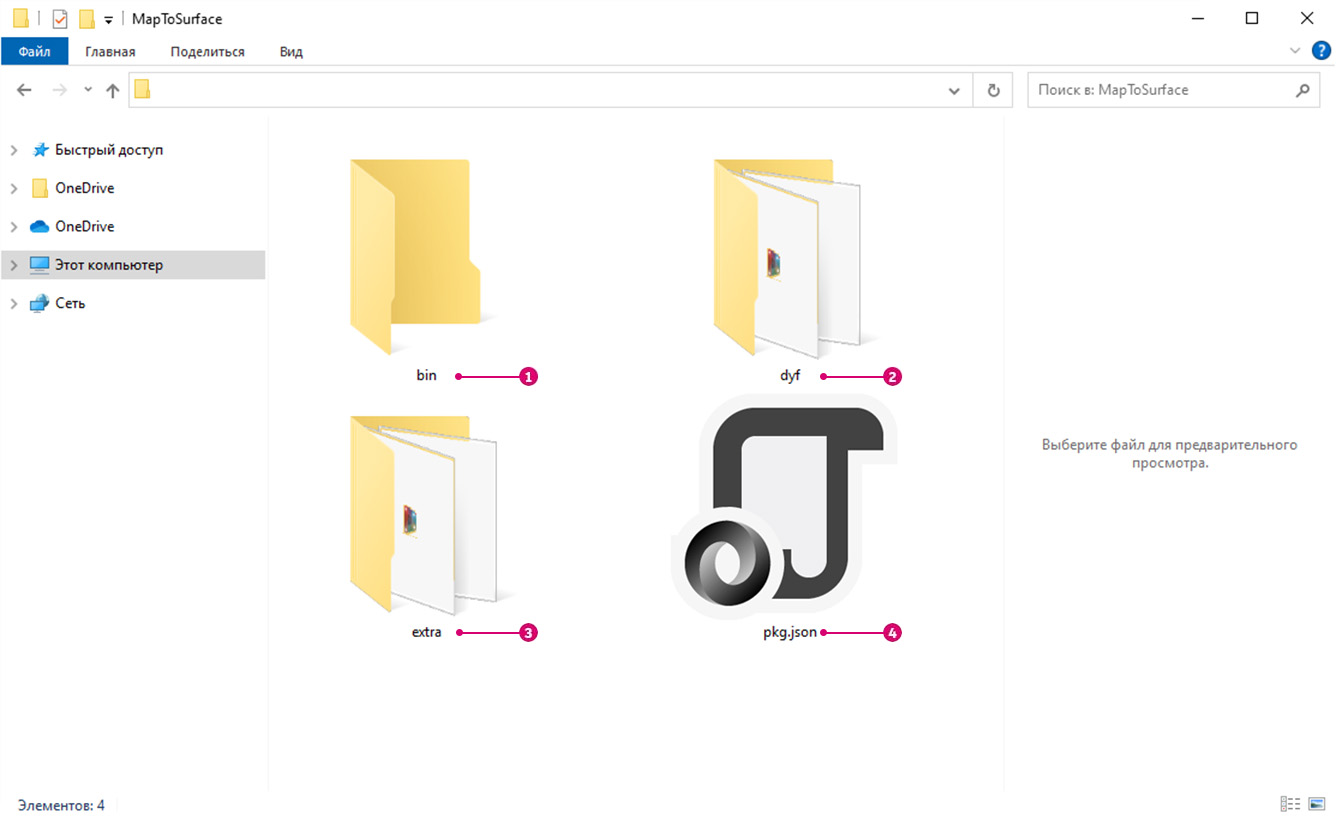 MapToSurface
Файл Главная Поделиться Вид
?
Поиск в: MapToSurface
Быстрый доступ
OneDrive
OneDrive
Этот компьютер
Сеть
bin 1
dyf 2
extra 3
pkg.json 4
Выберите файл для предварительного
просмотра.
Элементов: 4